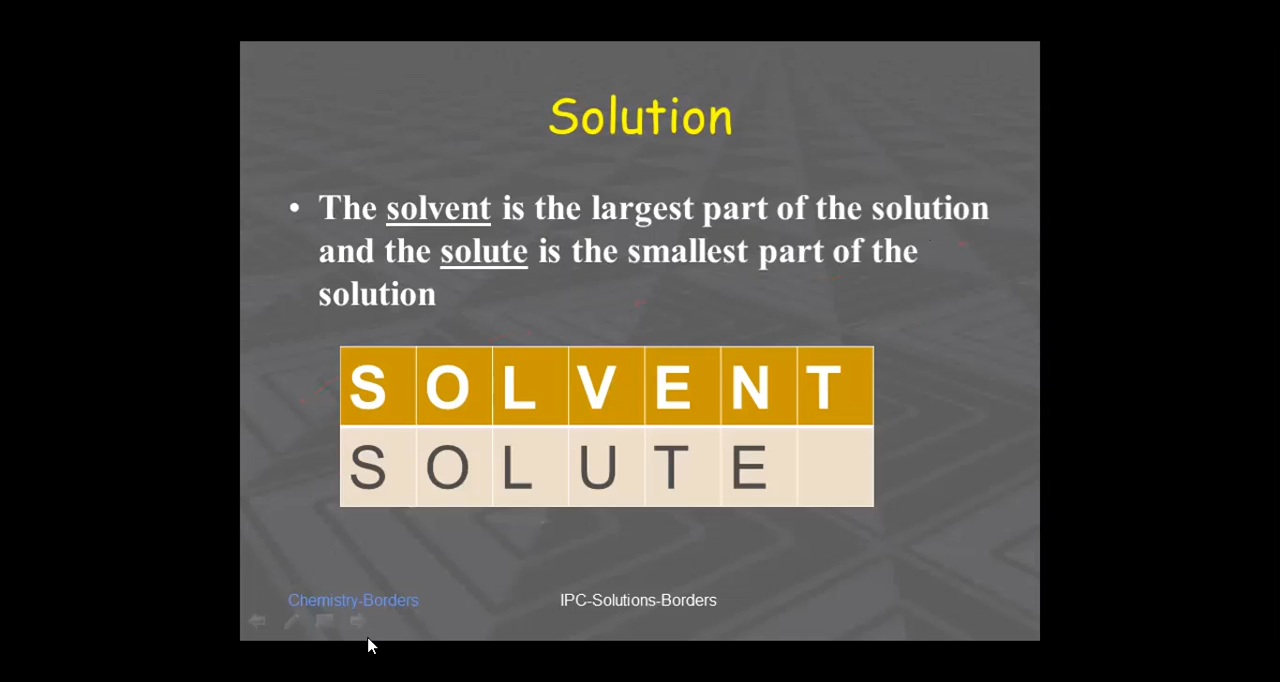 Solution
• The solvent is the largest part of the solution
and the solute is the smallest part of the
solution
S O L V E N T
S O L U T E
Chemistry-Borders
IPC-Solutions-Borders